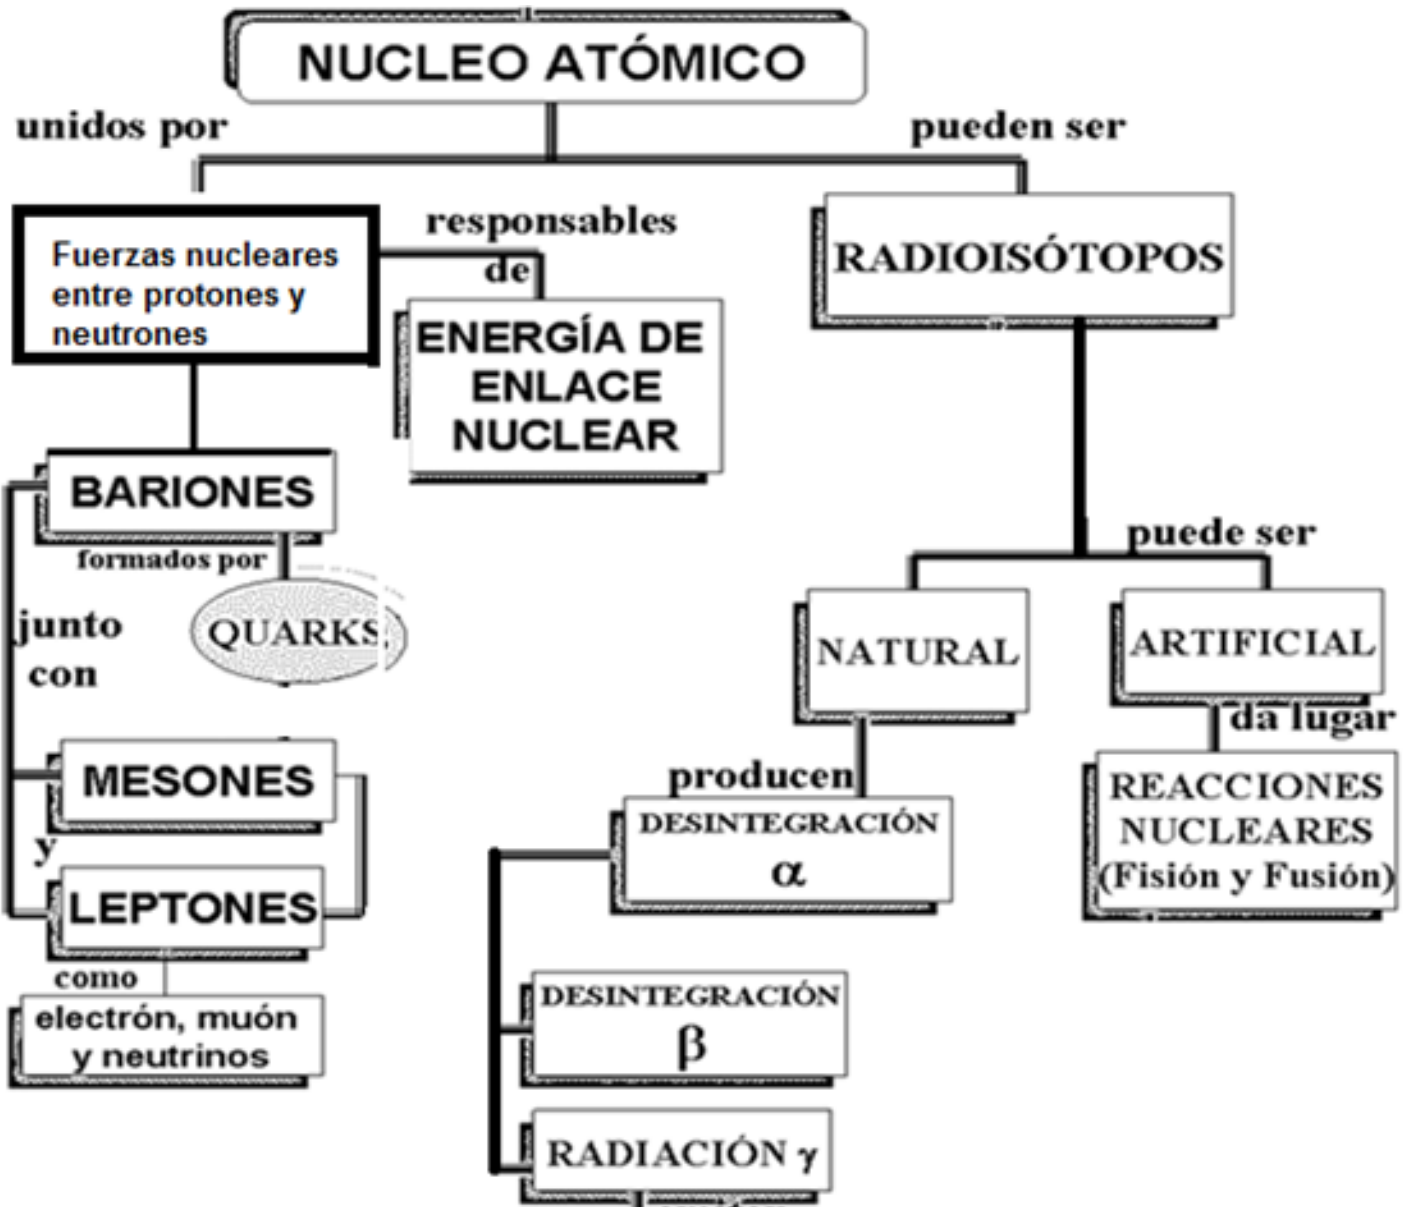 NUCLEO ATÓMICO
unidos por
pueden ser
Fuerzas nucleares
entre protones y
neutrones
responsables
de
ENERGÍA DE
ENLACE
NUCLEAR
RADIOISÓTOPOS
BARIONES
formados por
QUARKS
junto
con
MESONES
y
LEPTONES
como
electrón, muón
y neutrinos
puede ser
NATURAL
ARTIFICIAL
producen
da lugar
DESINTEGRACIÓN
α
DESINTEGRACIÓN
β
RADIACIÓN γ
REACCIONES
NUCLEARES
(Fisión y Fusión)